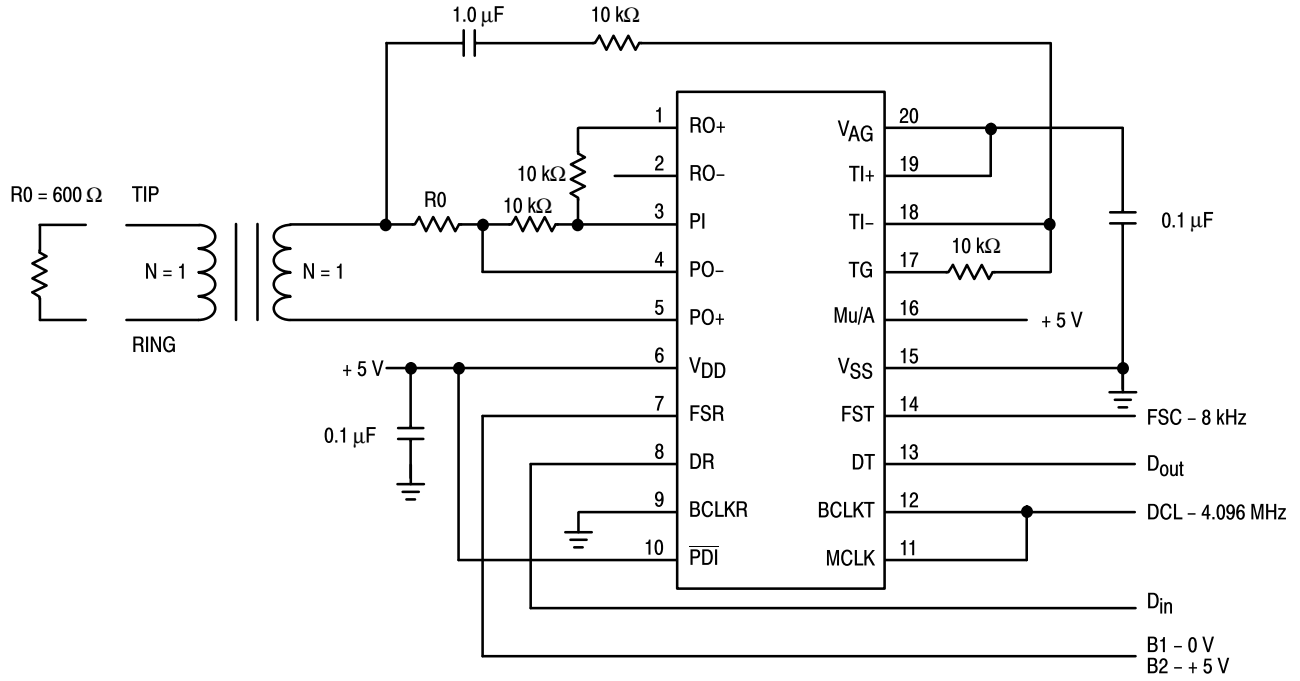 1.0 μF
10 kΩ
R0 = 600 Ω
TIP
RING
N = 1
N = 1
R0
10 kΩ
10 kΩ
1 RO+
2 RO–
3 PI
4 PO–
5 PO+
+ 5 V
6 VDD
0.1 μF
7 FSR
8 DR
9 BCLKR
10 PDI
VAG 20
TI+ 19
TI– 18
0.1 μF
10 kΩ
TG 17
Mu/A 16
+ 5 V
VSS 15
FST 14
FSC – 8 kHz
DT 13
Dout
BCLKT 12
DCL – 4.096 MHz
MCLK 11
Din
B1 – 0 V
B2 – + 5 V